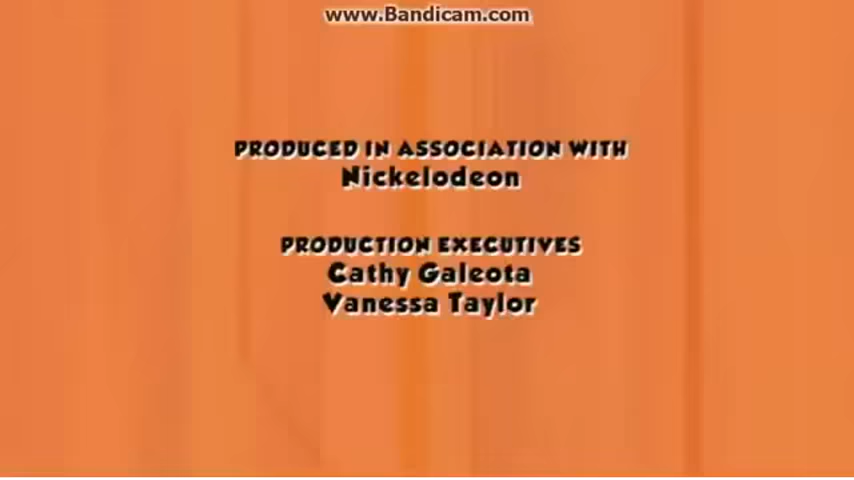 www.Bandicam.com
PRODUCED IN ASSOCIATION WITH
Nickelodeon
PRODUCTION EXECUTIVES
Cathy Galeota
Vanessa Taylor